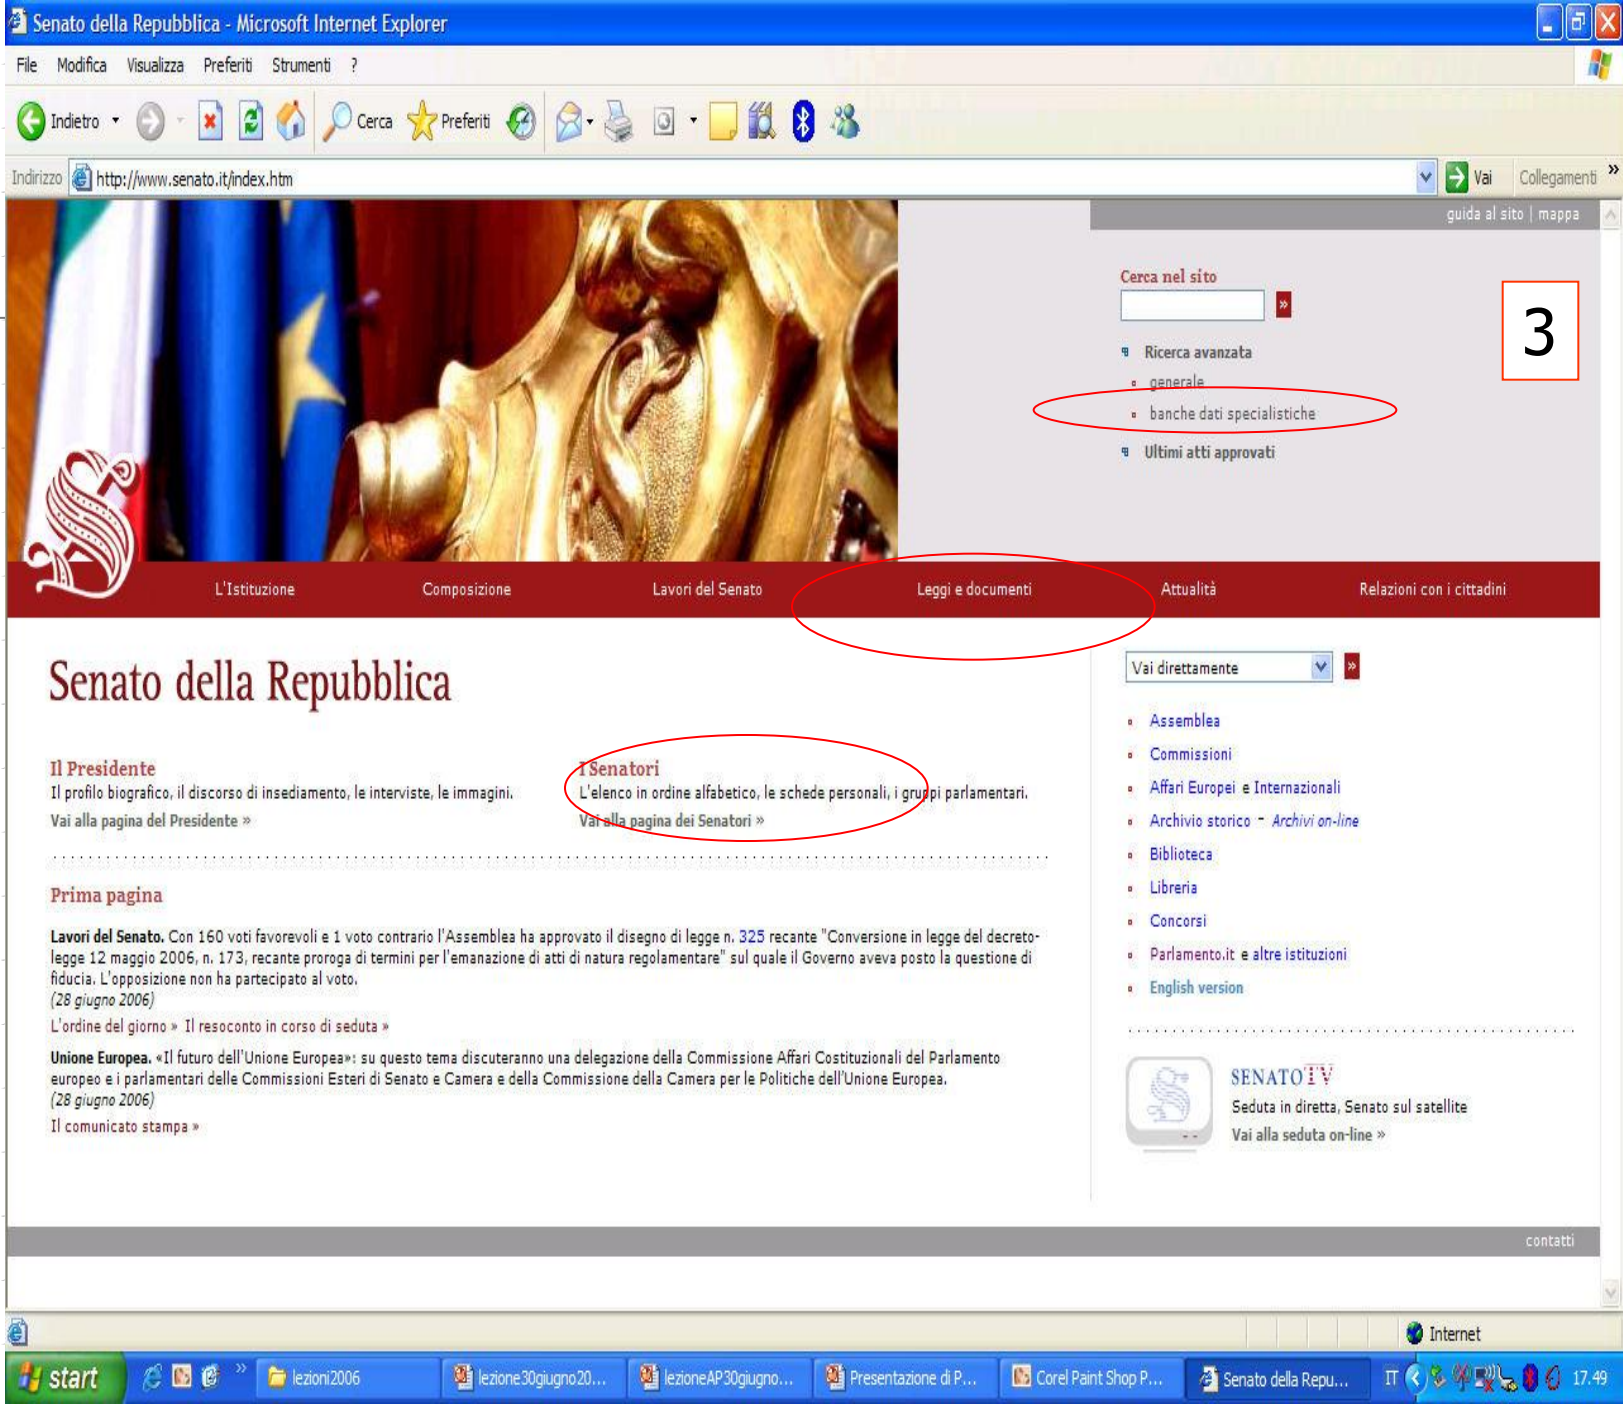 Senato della Repubblica - Microsoft Internet Explorer
File Modifica Visualizza Preferiti Strumenti ?
Indietro Cerca Preferiti
Indirizzo http://www.senato.it/index.htm Vai Collegamenti »
guida al sito | mappa
Cerca nel sito
»
3
Ricerca avanzata
generale
banche dati specialistiche
Ultimi atti approvati
L'Istituzione Composizione Lavori del Senato Leggi e documenti Attualità Relazioni con i cittadini
Senato della Repubblica
Il Presidente
Il profilo biografico, il discorso di insediamento, le interviste, le immagini.
Vai alla pagina del Presidente »
I Senatori
L'elenco in ordine alfabetico, le schede personali, i gruppi parlamentari.
Vai alla pagina dei Senatori »
Prima pagina
Lavori del Senato. Con 160 voti favorevoli e 1 voto contrario l'Assemblea ha approvato il disegno di legge n. 325 recante "Conversione in legge del decreto-
legge 12 maggio 2006, n. 173, recante proroga di termini per l'emanazione di atti di natura regolamentare" sul quale il Governo aveva posto la questione di
fiducia. L'opposizione non ha partecipato al voto.
(28 giugno 2006)
L'ordine del giorno » Il resoconto in corso di seduta »
Unione Europea. «Il futuro dell'Unione Europea»: su questo tema discuteranno una delegazione della Commissione Affari Costituzionali del Parlamento
europeo e i parlamentari delle Commissioni Esteri di Senato e Camera e della Commissione della Camera per le Politiche dell'Unione Europea.
(28 giugno 2006)
Il comunicato stampa »
Vai direttamente »
Assemblea
Commissioni
Affari Europei e Internazionali
Archivio storico - Archivi on-line
Biblioteca
Libreria
Concorsi
Parlamento.it e altre istituzioni
English version
SENATO TV
Seduta in diretta, Senato sul satellite
Vai alla seduta on-line »
contatti
Internet
start » lezioni2006 lezione30giugno20... lezioneAP30giugno... Presentazione di P... Corel Paint Shop P... Senato della Repu... IT 17.49